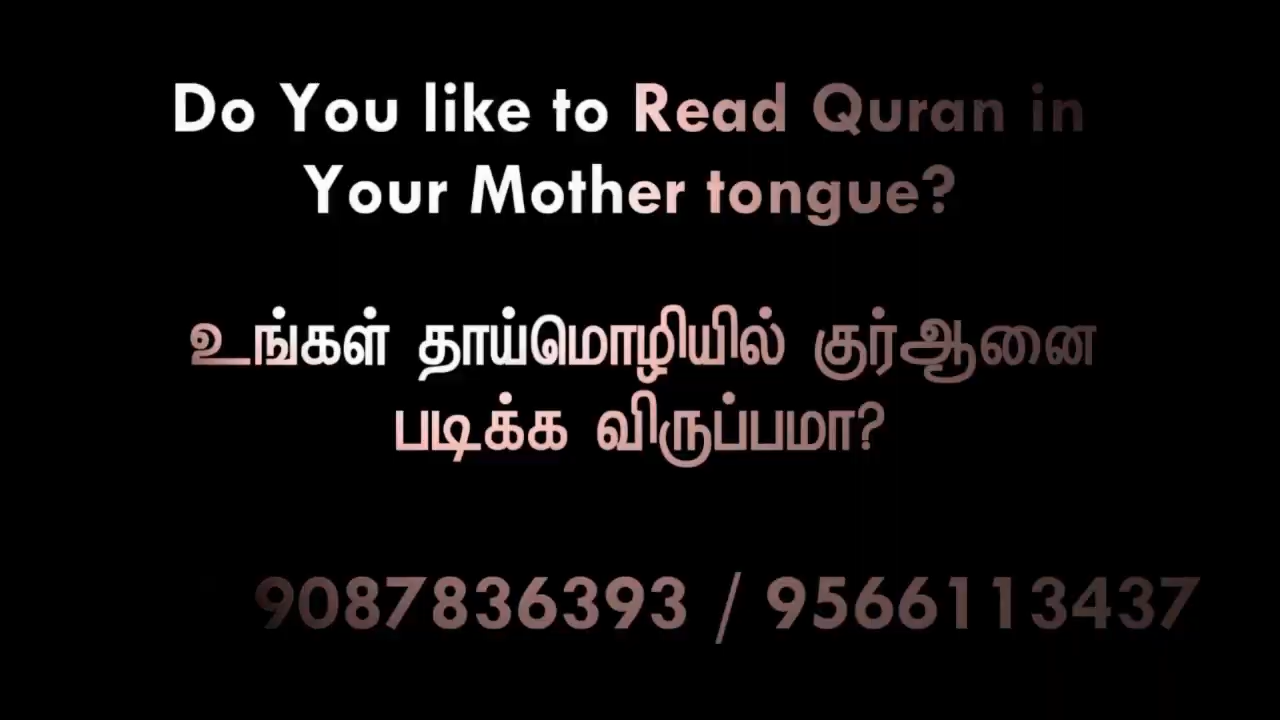 Do You like to Read Quran in
Your Mother tongue?
உங்கள் தாய்மொழியில் குர்ஆனை
படிக்க விருப்பமா?
9087836393 / 9566113437